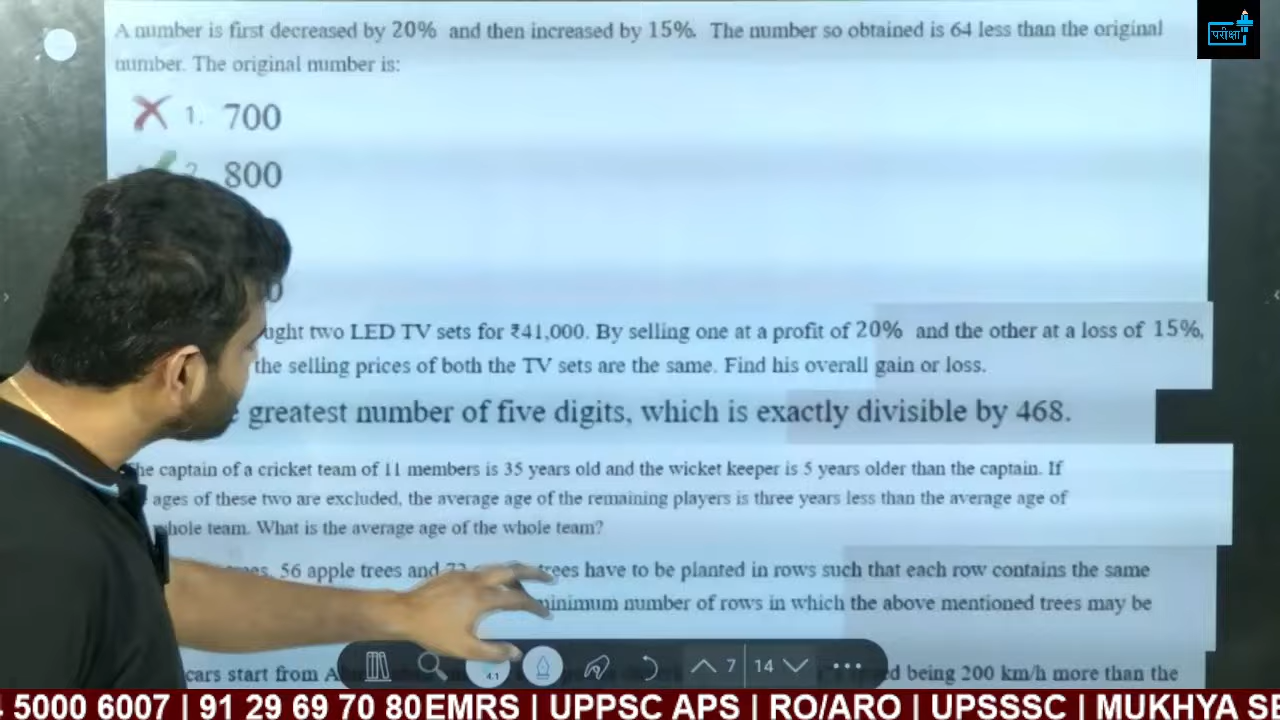 A number is first decreased by 20% and then increased by 15%. The number so obtained is 64 less than the original
परीक्षा
number. The original number is:
1. 700
2. 800
0
ught two LED TV sets for ₹41,000. By selling one at a profit of 20% and the other at a loss of 15%,
the selling prices of both the TV sets are the same. Find his overall gain or loss.
greatest number of five digits, which is exactly divisible by 468.
he captain of a cricket team of 11 members is 35 years old and the wicket keeper is 5 years older than the captain. If
ages of these two are excluded, the average age of the remaining players is three years less than the average age of
whole team. What is the average age of the whole team?
56 apple trees and trees have to be planted in rows such that each row contains the same
minimum number of rows in which the above mentioned trees may be
4.1 7 14
cars start from being 200 km/h more than the
5000 6007 | 91 29 69 70 80 EMRS | UPPSC APS | RO/ARO | UPSSSC | MUKHYA SE